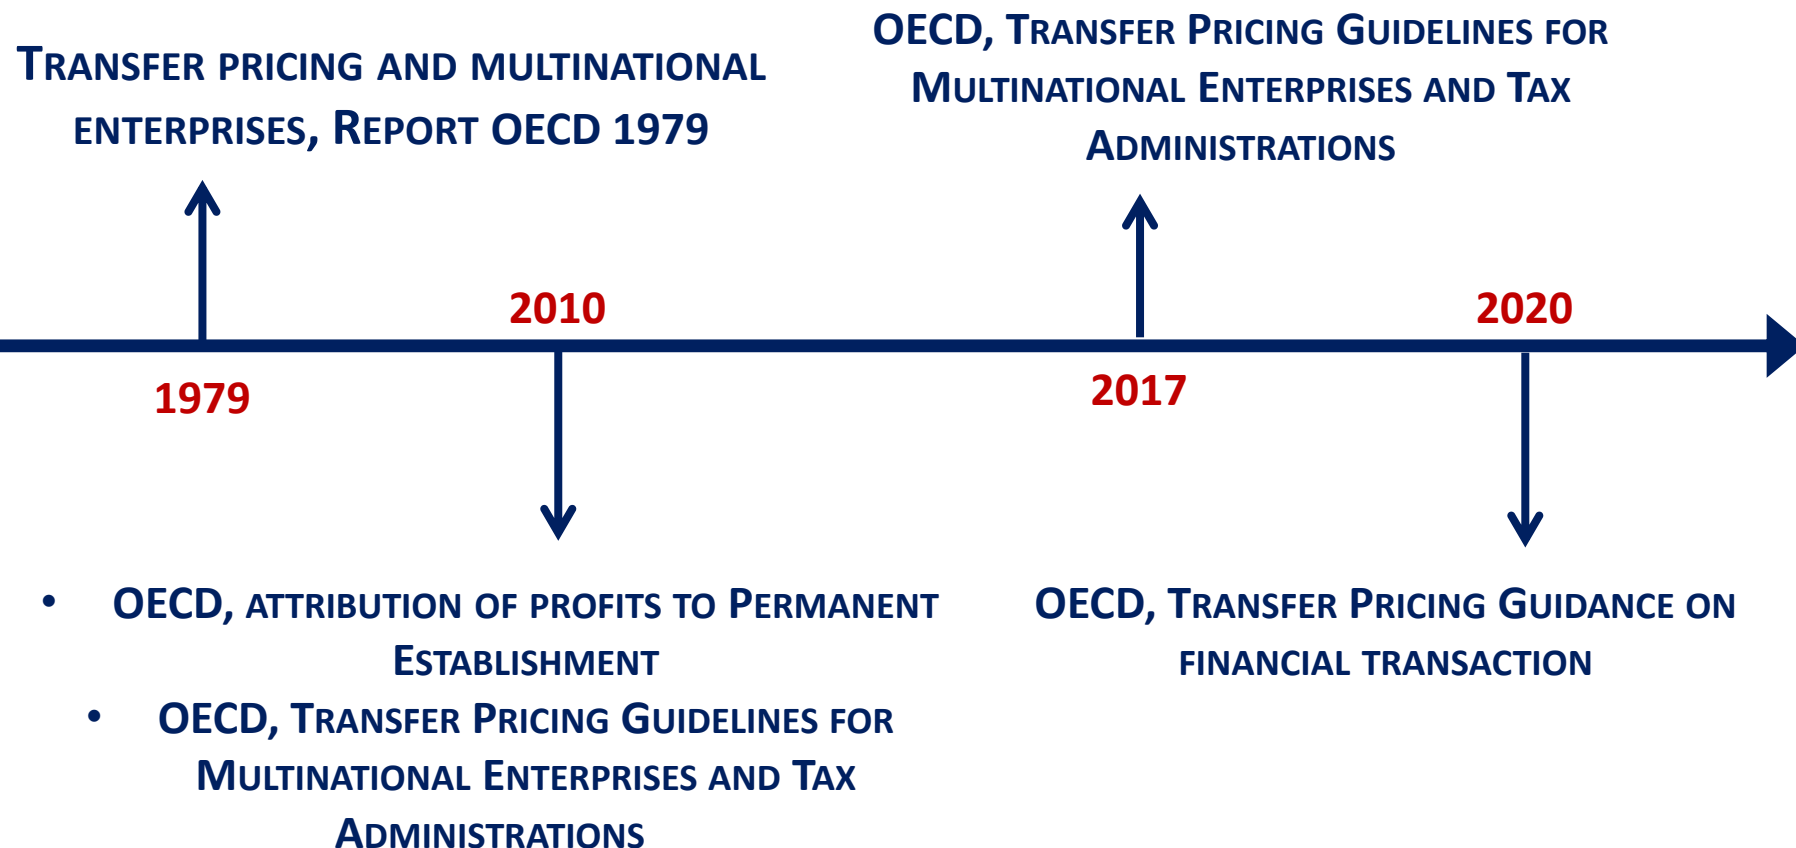 Transfer pricing and multinational
enterprises, Report OECD 1979
OECD, Transfer Pricing Guidelines for
Multinational Enterprises and Tax
Administrations
2010
2020
1979
2017
• OECD, attribution of profits to Permanent
Establishment
• OECD, Transfer Pricing Guidelines for
Multinational Enterprises and Tax
Administrations
OECD, Transfer Pricing Guidance on
financial transaction